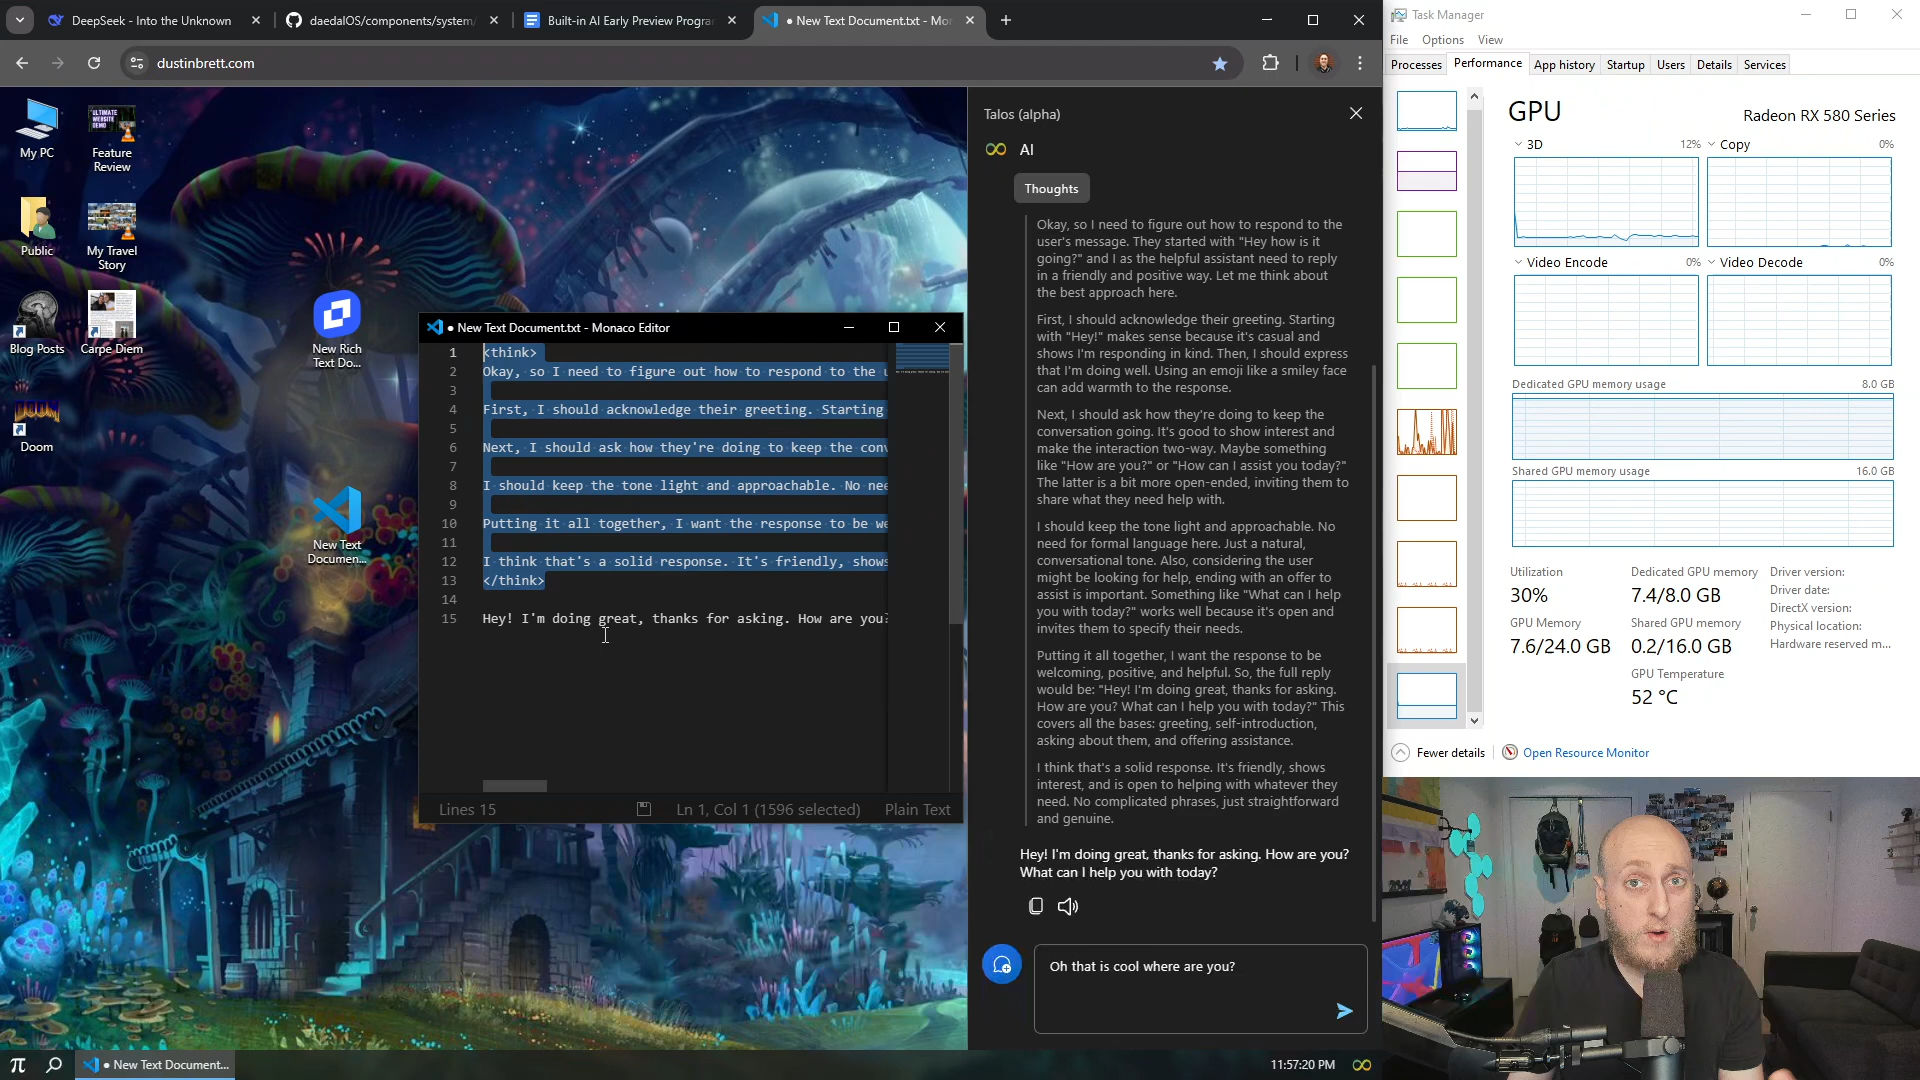 DeepSeek - Into the Unknown
daedalOS/components/system/
Built-in AI Early Preview Progra
● New Text Document.txt - Mo
dustinbrett.com
My PC
Feature
Review
Public
My Travel
Story
Blog Posts
Carpe Diem
Doom
New Rich
Text Do...
New Text
Documen...
● New Text Document.txt - Monaco Editor
1 <think>
2 Okay, so I need to figure out how to respond to the u
3
4 First, I should acknowledge their greeting. Starting
5
6 Next, I should ask how they're doing to keep the conv
7
8 I should keep the tone light and approachable. No nee
9
10 Putting it all together, I want the response to be we
11
12 I think that's a solid response. It's friendly, shows
13 </think>
14
15 Hey! I'm doing great, thanks for asking. How are you?
Lines 15
Ln 1, Col 1 (1596 selected)
Plain Text
Talos (alpha)
AI
Thoughts
Okay, so I need to figure out how to respond to the
user's message. They started with "Hey how is it
going?" and I as the helpful assistant need to reply
in a friendly and positive way. Let me think about
the best approach here.
First, I should acknowledge their greeting. Starting
with "Hey!" makes sense because it's casual and
shows I'm responding in kind. Then, I should express
that I'm doing well. Using an emoji like a smiley face
can add warmth to the response.
Next, I should ask how they're doing to keep the
conversation going. It's good to show interest and
make the interaction two-way. Maybe something
like "How are you?" or "How can I assist you today?"
The latter is a bit more open-ended, inviting them to
share what they need help with.
I should keep the tone light and approachable. No
need for formal language here. Just a natural,
conversational tone. Also, considering the user
might be looking for help, ending with an offer to
assist is important. Something like "What can I help
you with today?" works well because it's open and
invites them to specify their needs.
Putting it all together, I want the response to be
welcoming, positive, and helpful. So, the full reply
would be: "Hey! I'm doing great, thanks for asking.
How are you? What can I help you with today?" This
covers all the bases: greeting, self-introduction,
asking about them, and offering assistance.
I think that's a solid response. It's friendly, shows
interest, and is open to helping with whatever they
need. No complicated phrases, just straightforward
and genuine.
Hey! I'm doing great, thanks for asking. How are you?
What can I help you with today?
Oh that is cool where are you?
New Text Document...
11:57:20 PM
Task Manager
File Options View
Processes Performance App history Startup Users Details Services
GPU
Radeon RX 580 Series
3D 12%
Copy 0%
Video Encode 0%
Video Decode 0%
Dedicated GPU memory usage 8.0 GB
Shared GPU memory usage 16.0 GB
Utilization
30%
GPU Memory
7.6/24.0 GB
Dedicated GPU memory
7.4/8.0 GB
Shared GPU memory
0.2/16.0 GB
GPU Temperature
52 °C
Driver version:
Driver date:
DirectX version:
Physical location:
Hardware reserved m...
Fewer details
Open Resource Monitor